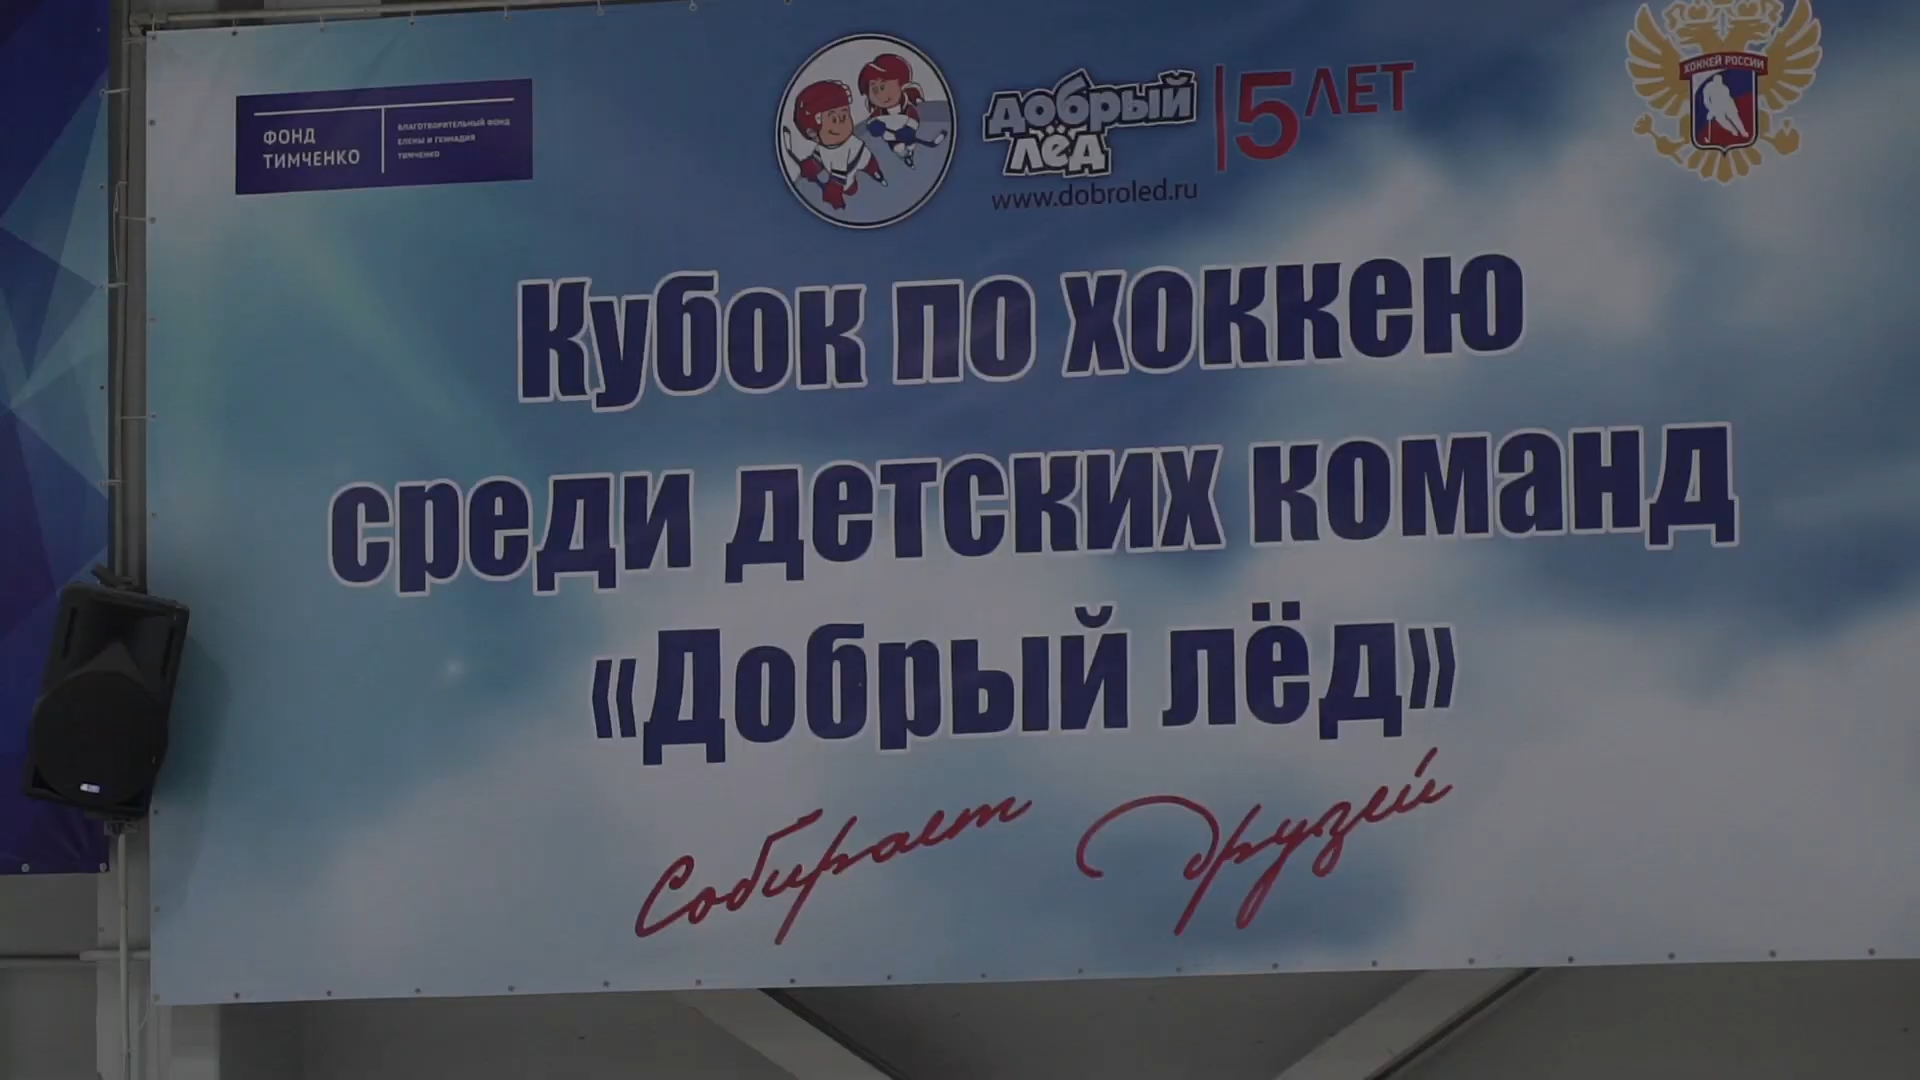 ФОНД
ТИМЧЕНКО
БЛАГОТВОРИТЕЛЬНЫЙ ФОНД
ЕЛЕНЫ И ГЕННАДИЯ
ТИМЧЕНКО
добрый
лёд
5 ЛЕТ
www.dobroled.ru
ХОККЕЙ РОССИИ
Кубок по хоккею
среди детских команд
«Добрый лёд»
Собирает друзей